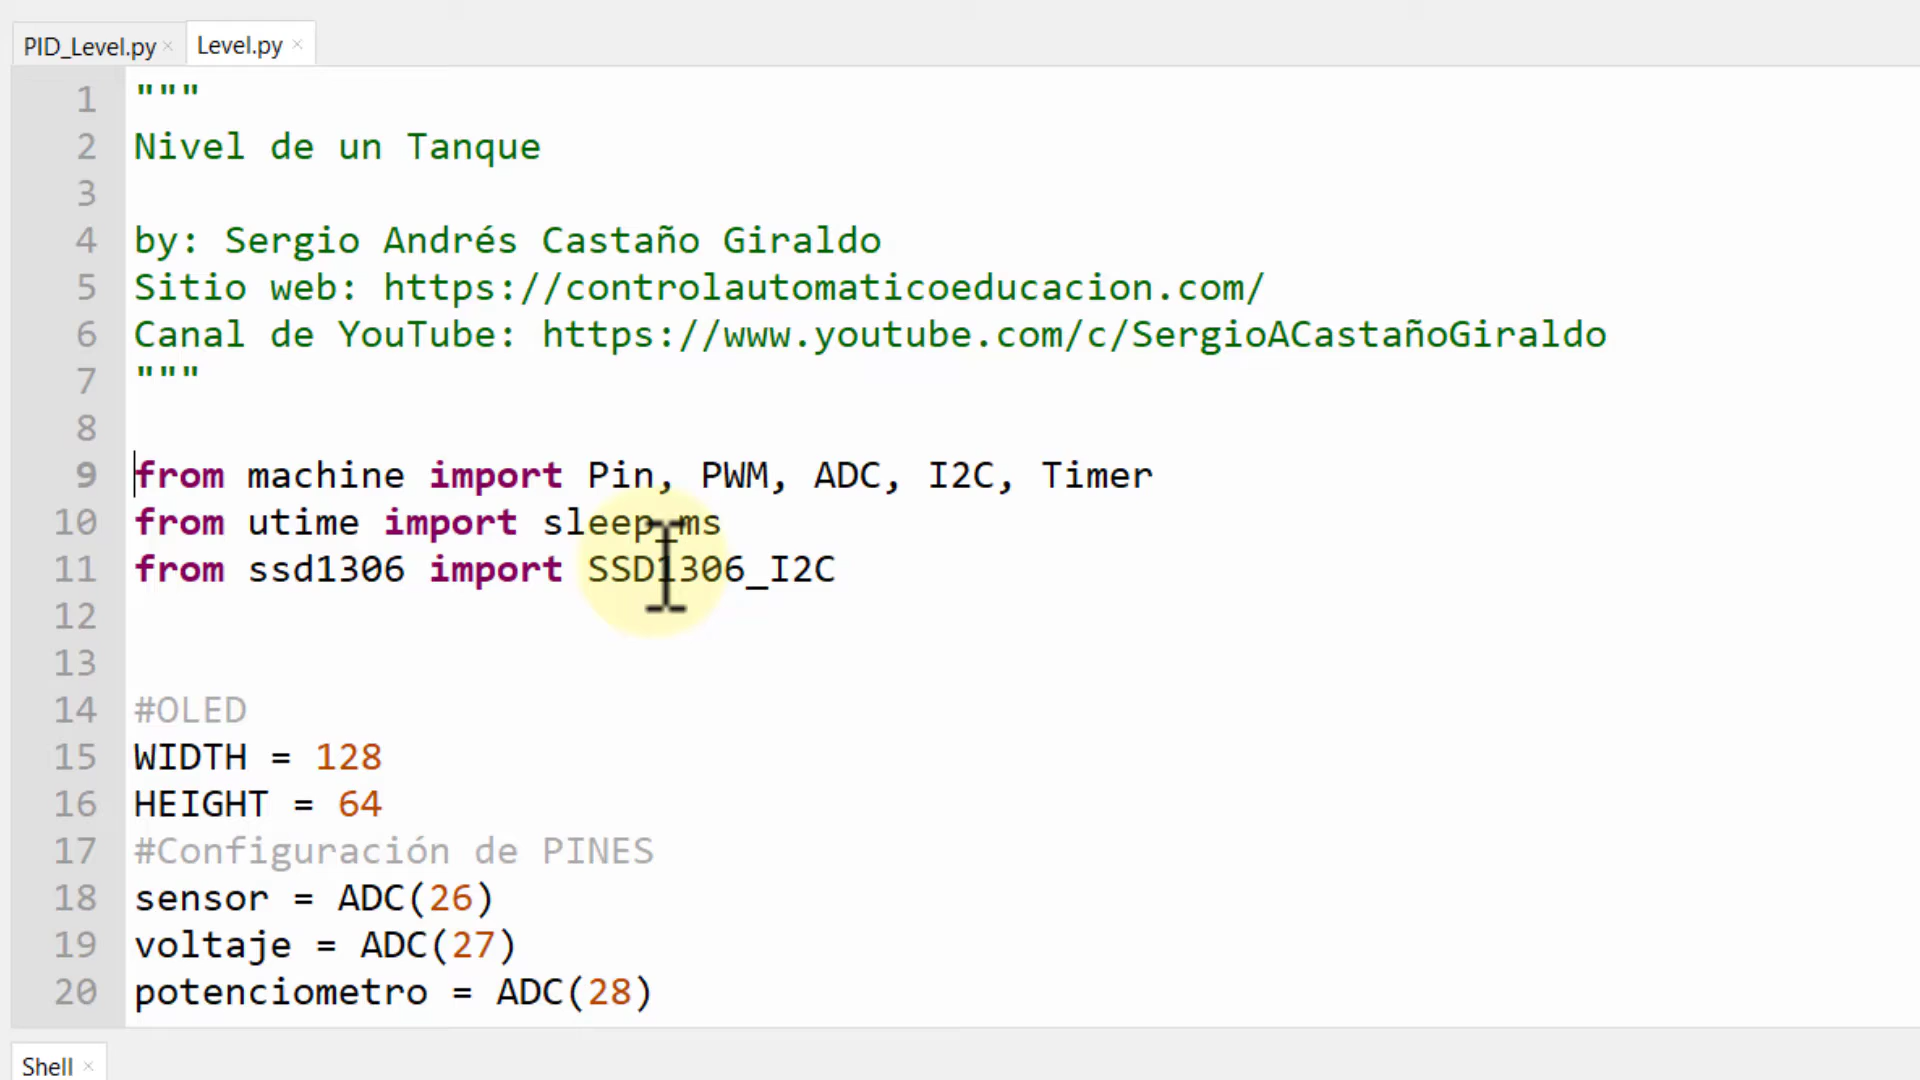 PID_Level.py × Level.py ×
1 """
2 Nivel de un Tanque
3
4 by: Sergio Andrés Castaño Giraldo
5 Sitio web: https://controlautomaticoeducacion.com/
6 Canal de YouTube: https://www.youtube.com/c/SergioACastañoGiraldo
7 """
8
9 from machine import Pin, PWM, ADC, I2C, Timer
10 from utime import sleep_ms
11 from ssd1306 import SSD1306_I2C
12
13
14 #OLED
15 WIDTH = 128
16 HEIGHT = 64
17 #Configuración de PINES
18 sensor = ADC(26)
19 voltaje = ADC(27)
20 potenciometro = ADC(28)
Shell ×